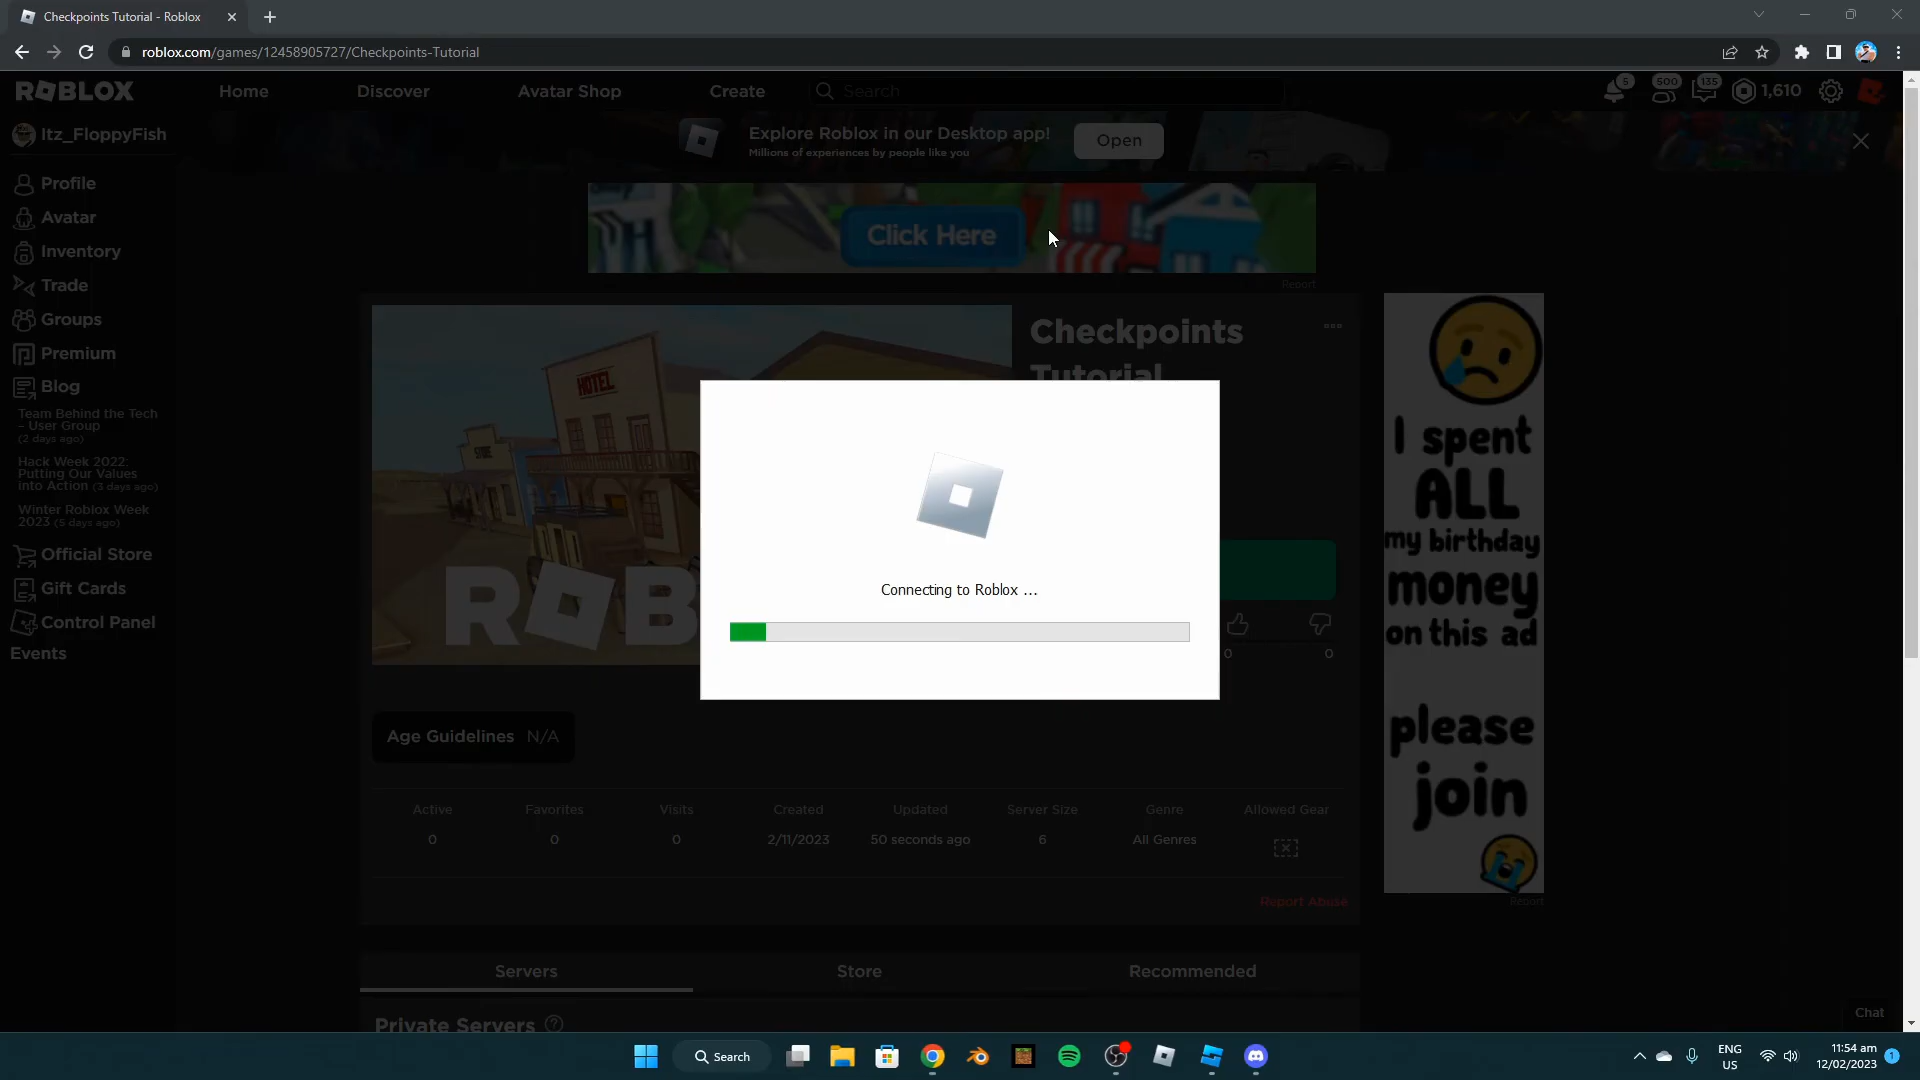 Checkpoints Tutorial - Roblox
roblox.com/games/12458905727/Checkpoints-Tutorial
ROBLOX
Home
Discover
Avatar Shop
Create
Search
5
500
135
1,610
Itz_FloppyFish
Explore Roblox in our Desktop app!
Millions of experiences by people like you
Open
Profile
Avatar
Inventory
Trade
Groups
Premium
Blog
Team Behind the Tech
- User Group
(2 days ago)
Hack Week 2022:
Putting Our Values
into Action (3 days ago)
Winter Roblox Week
2023 (5 days ago)
Official Store
Gift Cards
Control Panel
Events
Click Here
Report
HOTEL
STORE
ROB
Checkpoints
Tutorial
Connecting to Roblox ...
0
0
I spent
ALL
my birthday
money
on this ad
please
join
Report
Age Guidelines N/A
Active
Favorites
Visits
Created
Updated
Server Size
Genre
Allowed Gear
0
0
0
2/11/2023
50 seconds ago
6
All Genres
Report Abuse
Servers
Store
Recommended
Private Servers
Chat
Search
ENG
US
11:54 am
12/02/2023
1